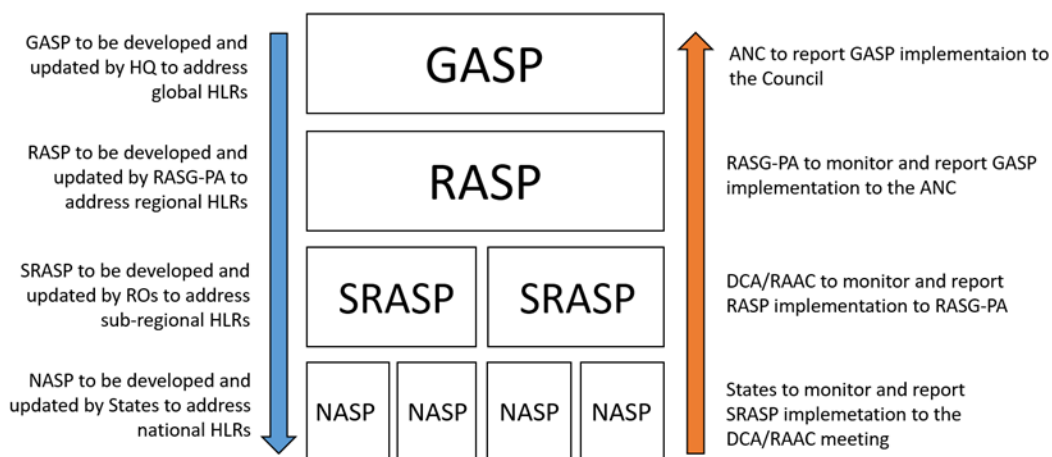 GASP to be developed and
updated by HQ to address
global HLRs
GASP
ANC to report GASP implementaion to
the Council
RASP to be developed and
updated by RASG-PA to
address regional HLRs
RASP
RASG-PA to monitor and report GASP
implementation to the ANC
SRASP to be developed and
updated by ROs to address
sub-regional HLRs
SRASP
SRASP
DCA/RAAC to monitor and report
RASP implementation to RASG-PA
NASP to be developed and
updated by States to address
national HLRs
NASP
NASP
NASP
NASP
States to monitor and report
SRASP implemetation to the
DCA/RAAC meeting